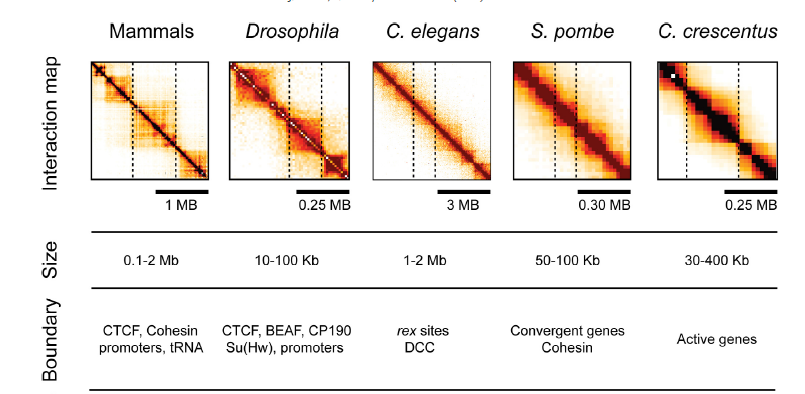 Mammals
Drosophila
C. elegans
S. pombe
C. crescentus
Interaction map
1 MB
0.25 MB
3 MB
0.30 MB
0.25 MB
Size
0.1-2 Mb
10-100 Kb
1-2 Mb
50-100 Kb
30-400 Kb
Boundary
CTCF, Cohesin
promoters, tRNA
CTCF, BEAF, CP190
Su(Hw), promoters
rex sites
DCC
Convergent genes
Cohesin
Active genes